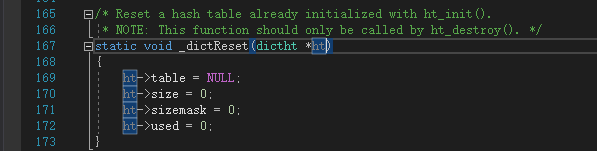 165 /* Reset a hash table already initialized with ht_init().
166  * NOTE: This function should only be called by ht_destroy(). */
167 static void _dictReset(dictht *ht)
168 {
169     ht->table = NULL;
170     ht->size = 0;
171     ht->sizemask = 0;
172     ht->used = 0;
173 }